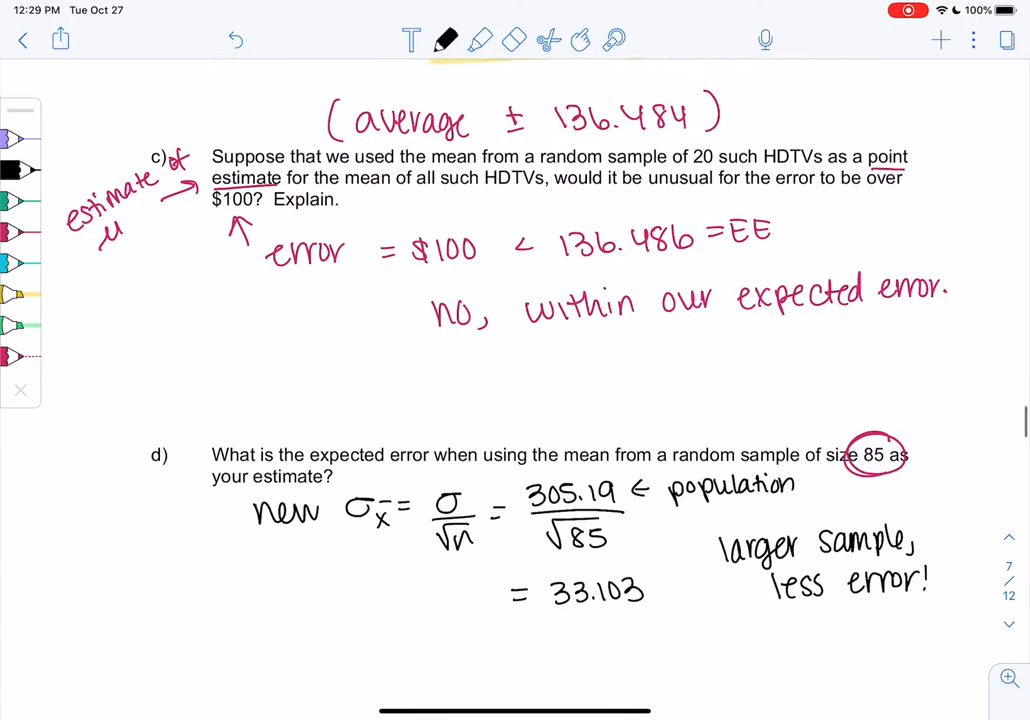 12:29 PM Tue Oct 27
100%
T
(average ± 136.484)
c) Suppose that we used the mean from a random sample of 20 such HDTVs as a point
estimate for the mean of all such HDTVs, would it be unusual for the error to be over
$100? Explain.
estimate of
μ
error = $100 < 136.486 = EE
no, within our expected error.
d) What is the expected error when using the mean from a random sample of size 85 as
your estimate?
new σx̄ = σ/√n = 305.19/√85 ← population
= 33.103
larger sample,
less error!
7
/
12